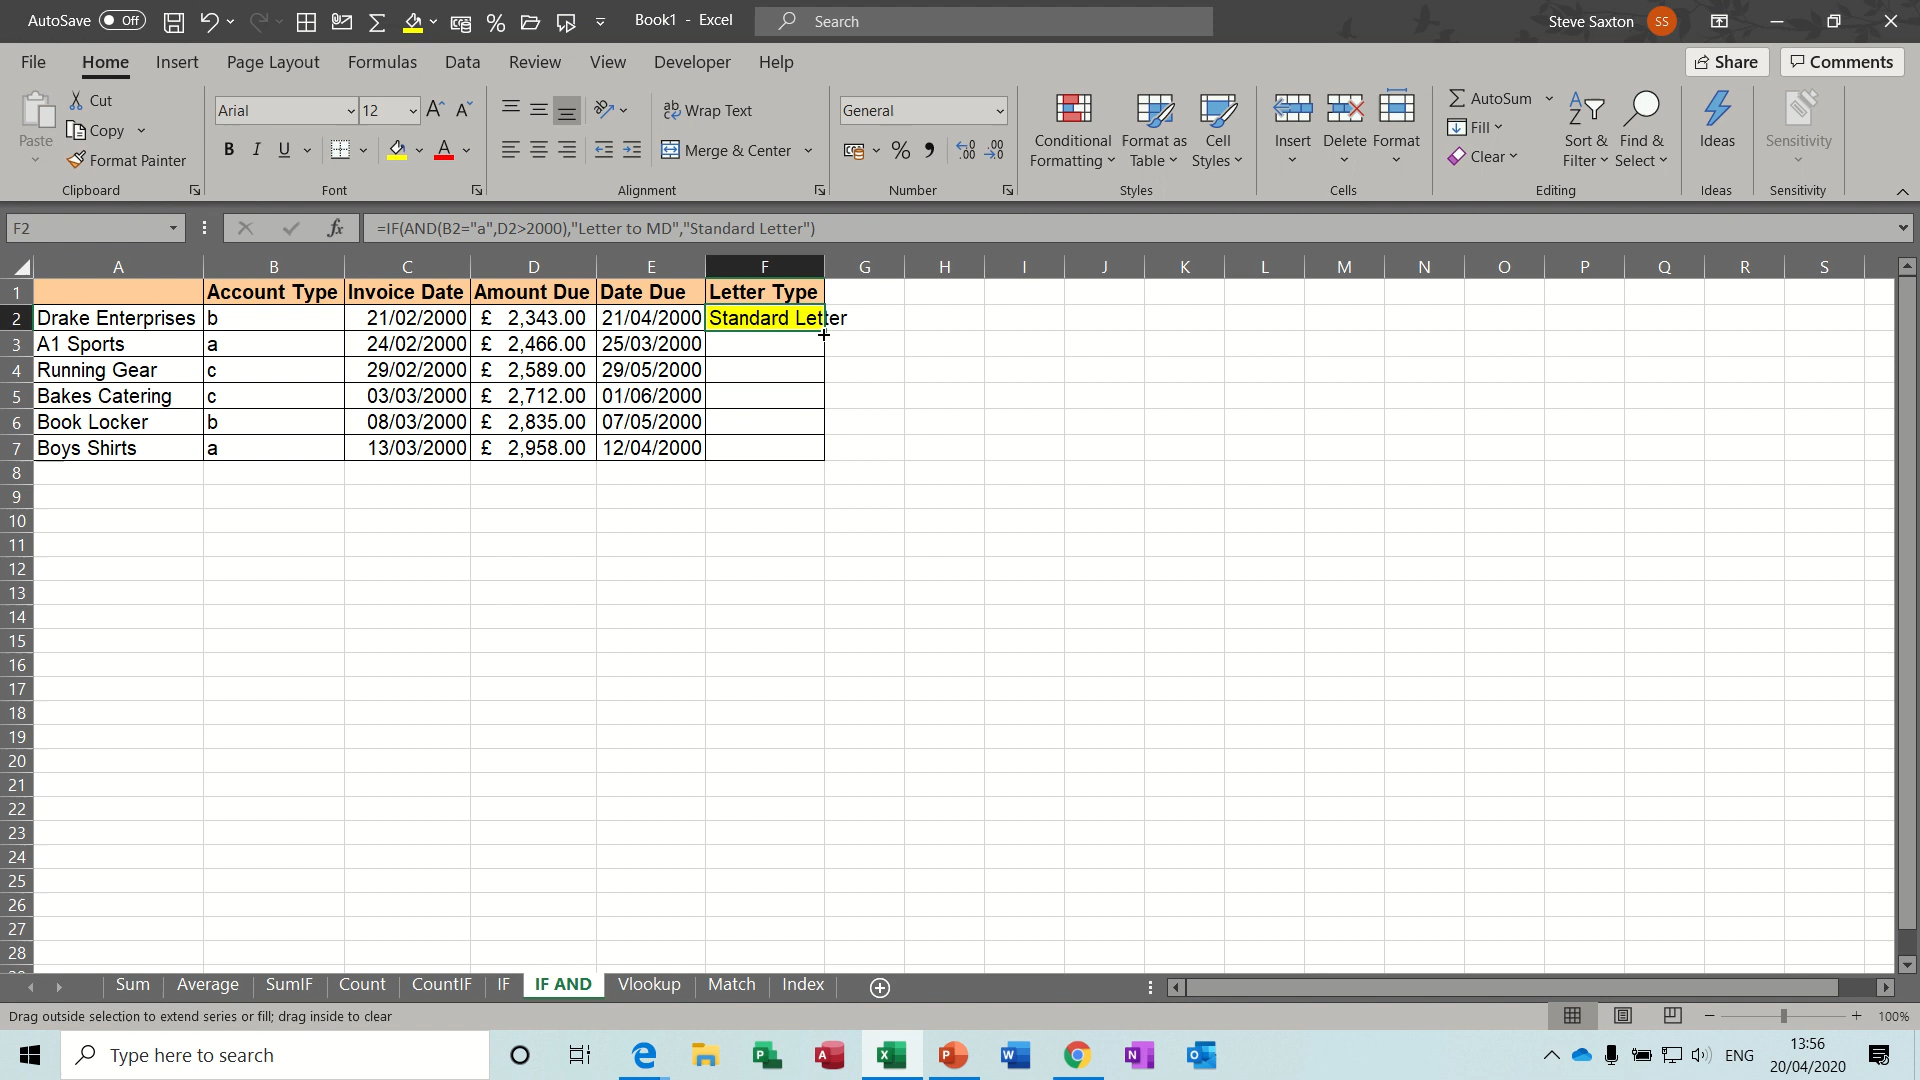 AutoSave Off Book1 - Excel Search Steve Saxton SS
File Home Insert Page Layout Formulas Data Review View Developer Help Share Comments
Paste Cut Copy Format Painter Clipboard
Arial 12 B I U Font
Wrap Text Merge & Center Alignment
General % Number
Conditional Formatting Format as Table Cell Styles Styles
Insert Delete Format Cells
AutoSum Fill Clear Sort & Filter Find & Select Editing
Ideas Ideas
Sensitivity Sensitivity
F2 fx =IF(AND(B2="a",D2>2000),"Letter to MD","Standard Letter")
A B C D E F G H I J K L M N O P Q R S
1 Account Type Invoice Date Amount Due Date Due Letter Type
2 Drake Enterprises b 21/02/2000 £ 2,343.00 21/04/2000 Standard Letter
3 A1 Sports a 24/02/2000 £ 2,466.00 25/03/2000
4 Running Gear c 29/02/2000 £ 2,589.00 29/05/2000
5 Bakes Catering c 03/03/2000 £ 2,712.00 01/06/2000
6 Book Locker b 08/03/2000 £ 2,835.00 07/05/2000
7 Boys Shirts a 13/03/2000 £ 2,958.00 12/04/2000
8
9
10
11
12
13
14
15
16
17
18
19
20
21
22
23
24
25
26
27
28
Sum Average SumIF Count CountIF IF IF AND Vlookup Match Index
Drag outside selection to extend series or fill; drag inside to clear 100%
Type here to search ENG 13:56
20/04/2020